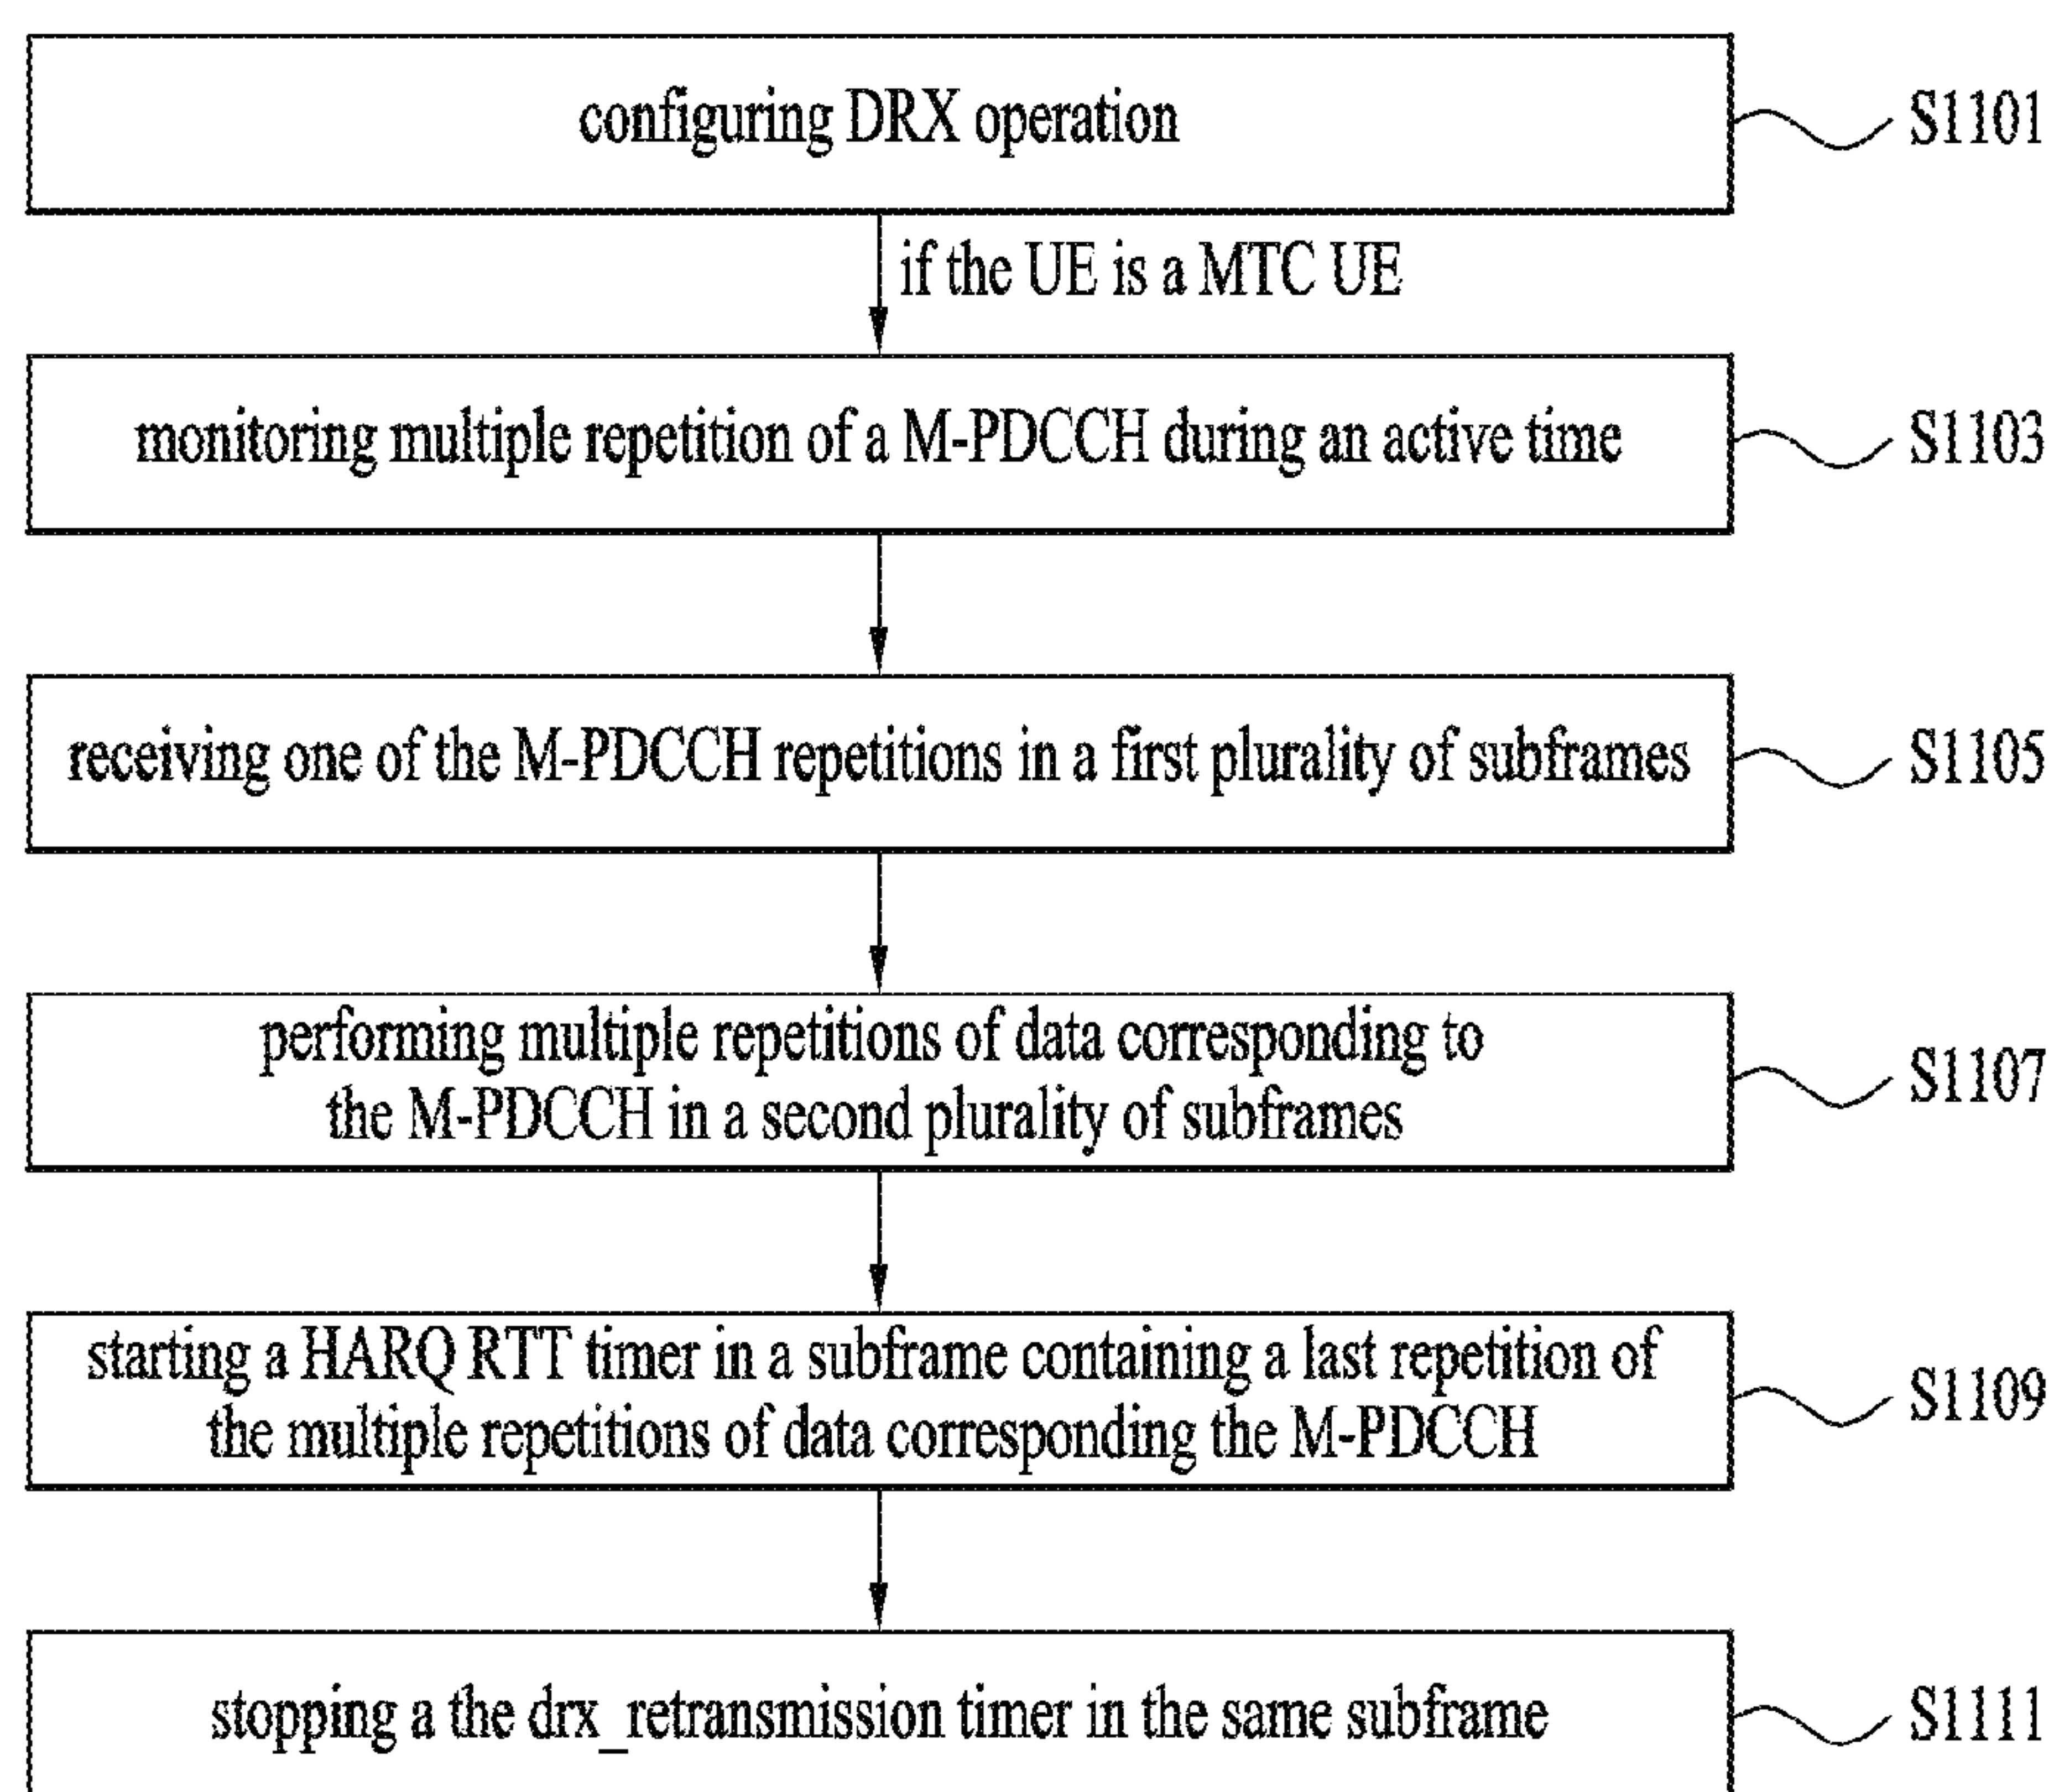 configuring DRX operation
S1101
if the UE is a MTC UE
monitoring multiple repetition of a M-PDCCH during an active time
S1103
receiving one of the M-PDCCH repetitions in a first plurality of subframes
S1105
performing multiple repetitions of data corresponding to
the M-PDCCH in a second plurality of subframes
S1107
starting a HARQ RTT timer in a subframe containing a last repetition of
the multiple repetitions of data corresponding the M-PDCCH
S1109
stopping a the drx_retransmission timer in the same subframe
S1111